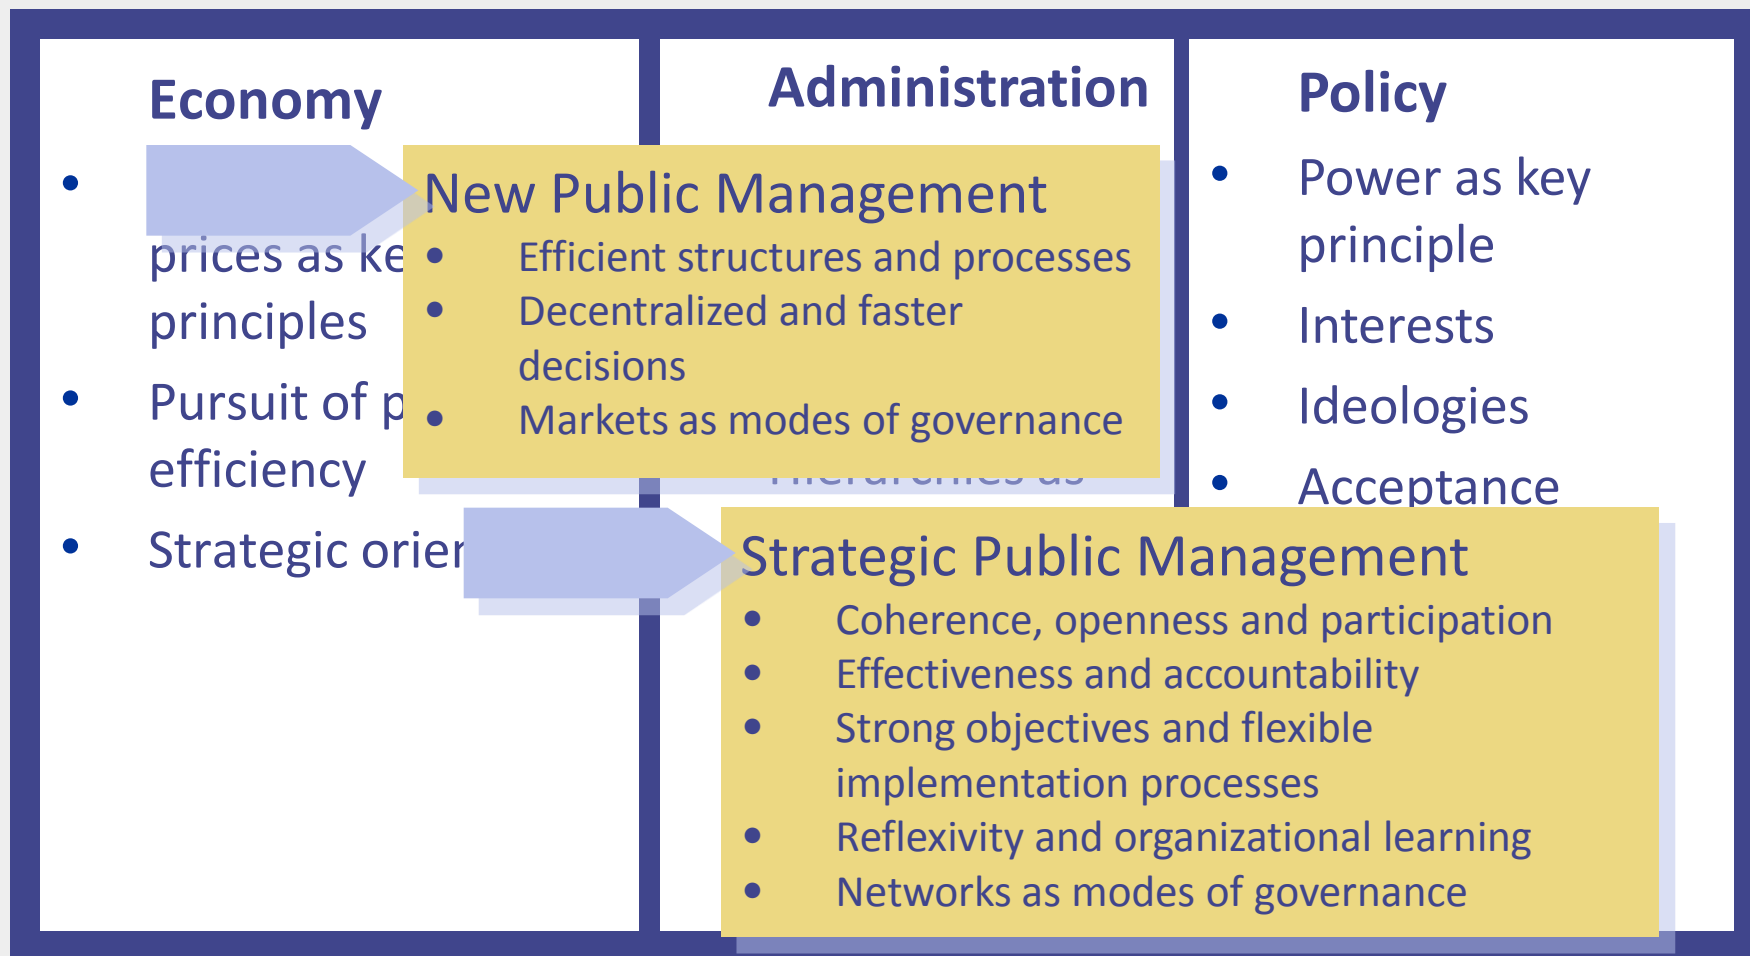 Economy
prices as
principles
Pursuit of
efficiency
Strategic
Administration
New Public Management
• Efficient structures and processes
• Decentralized and faster
decisions
• Markets as modes of governance
Hierarchies as
Policy
• Power as key
principle
• Interests
• Ideologies
• Acceptance
Strategic Public Management
• Coherence, openness and participation
• Effectiveness and accountability
• Strong objectives and flexible
implementation processes
• Reflexivity and organizational learning
• Networks as modes of governance